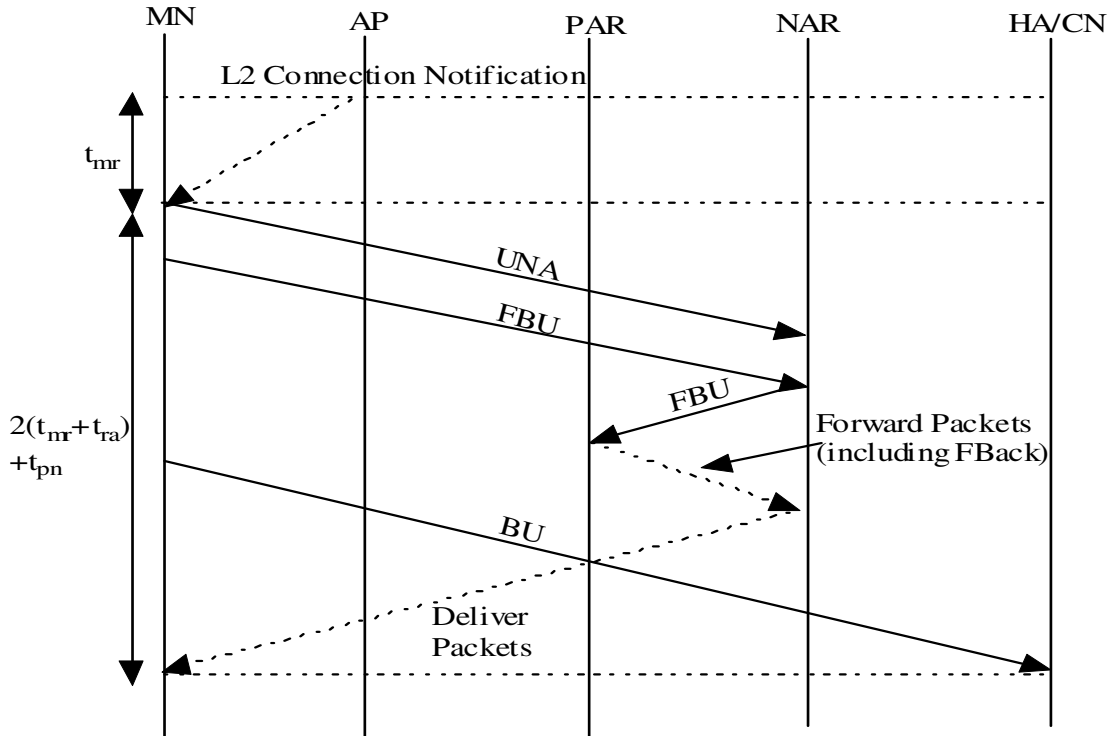 MN AP PAR NAR HA/CN
L2 Connection Notification
tmr
UNA
FBU
FBU
Forward Packets
(including FBack)
2(tmr+tra)
+tpn
BU
Deliver
Packets